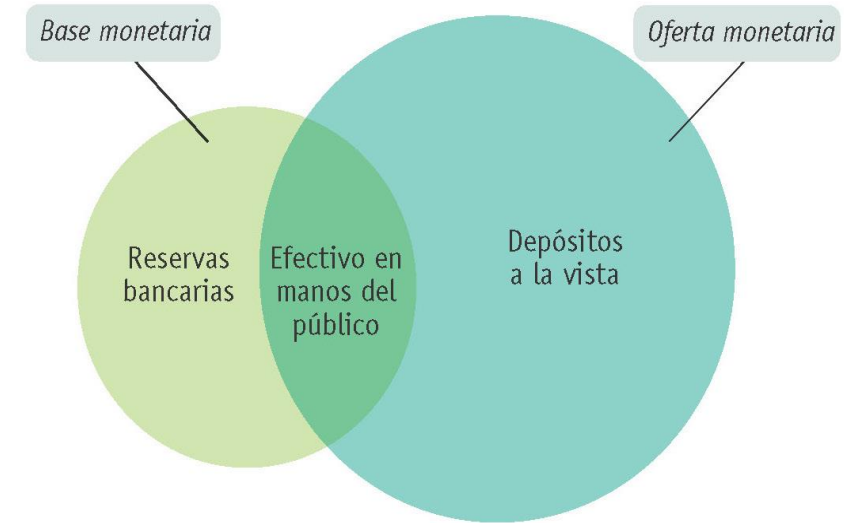 Base monetaria
Oferta monetaria
Reservas
bancarias
Efectivo en
manos del
público
Depósitos
a la vista